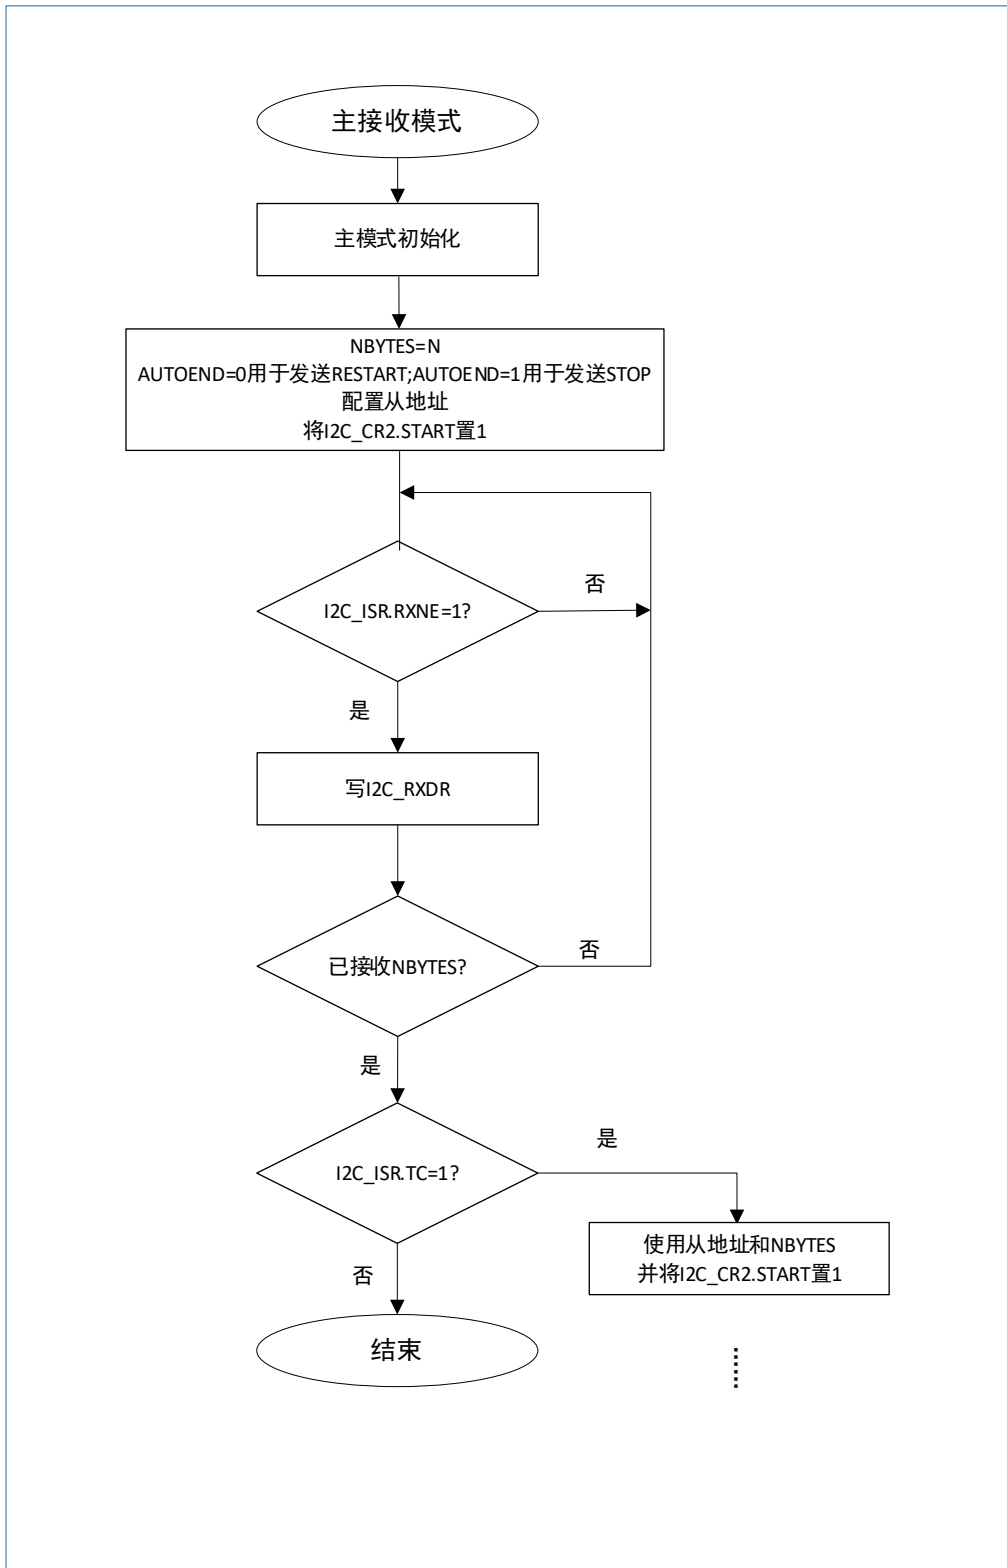 主接收模式
主模式初始化
NBYTES=N
AUTOEND=0用于发送RESTART;AUTOEND=1用于发送STOP
配置从地址
将I2C_CR2.START置1
I2C_ISR.RXNE=1?
否
是
写I2C_RXDR
已接收NBYTES?
否
是
I2C_ISR.TC=1?
是
使用从地址和NBYTES
并将I2C_CR2.START置1
否
结束